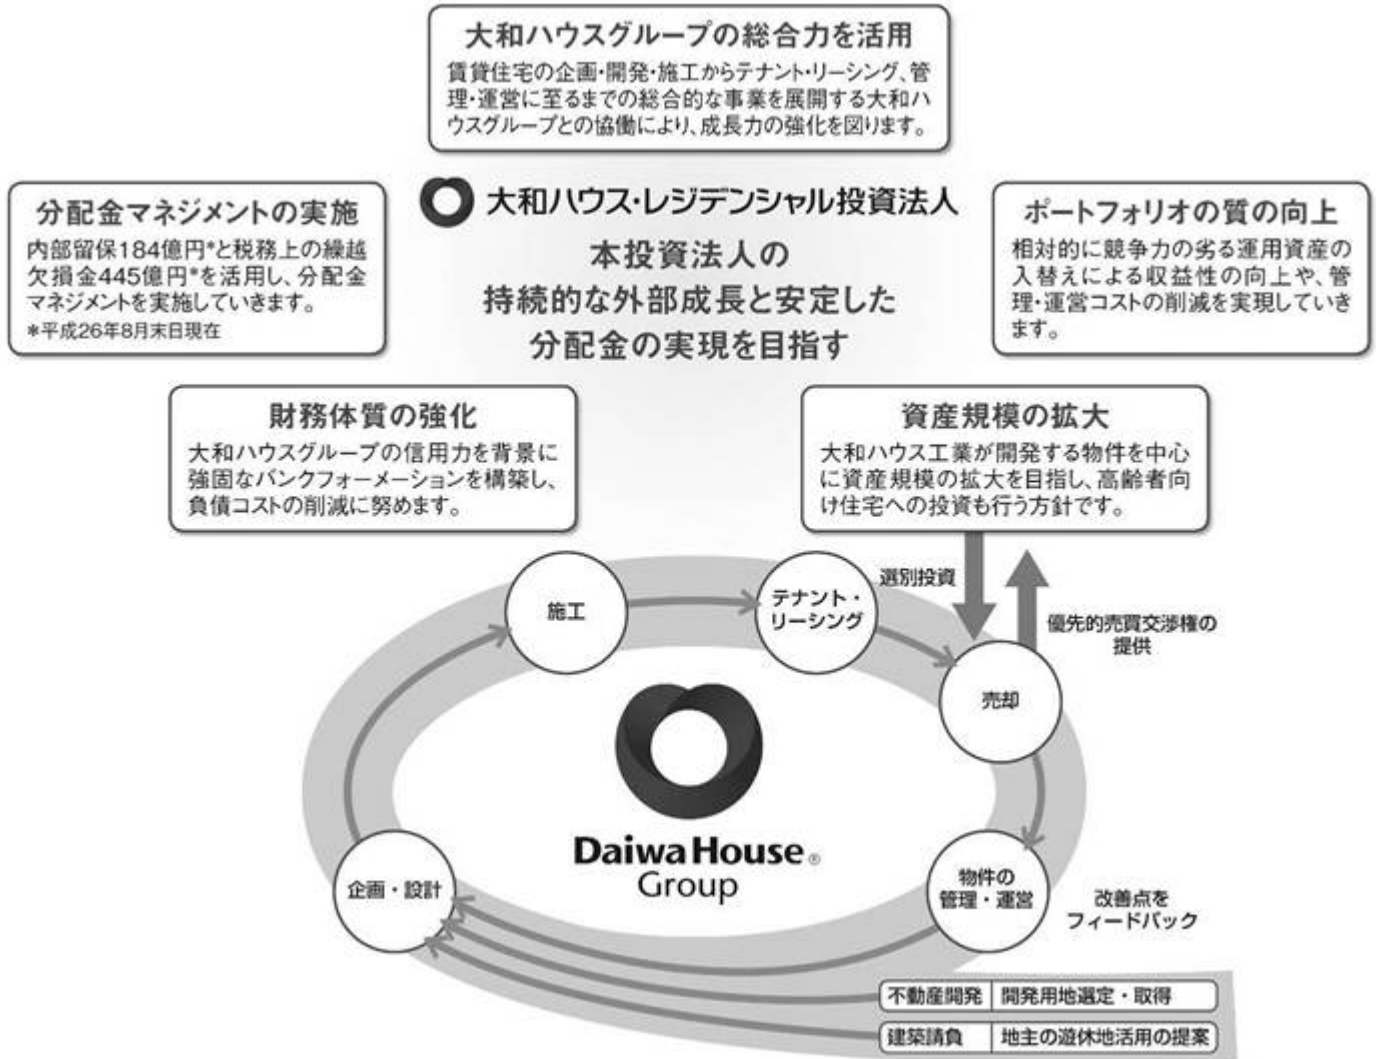 大和ハウスグループの総合力を活用
賃貸住宅の企画・開発・施工からテナント・リーシング、管
理・運営に至るまでの総合的な事業を展開する大和ハ
ウスグループとの協働により、成長力の強化を図ります。
分配金マネジメントの実施
内部留保184億円*と税務上の繰越
欠損金445億円*を活用し、分配金
マネジメントを実施していきます。
*平成26年8月末日現在
大和ハウス・レジデンシャル投資法人
本投資法人の
持続的な外部成長と安定した
分配金の実現を目指す
ポートフォリオの質の向上
相対的に競争力の劣る運用資産の
入替えによる収益性の向上や、管
理・運営コストの削減を実現していき
ます。
財務体質の強化
大和ハウスグループの信用力を背景に
強固なバンクフォーメーションを構築し、
負債コストの削減に努めます。
資産規模の拡大
大和ハウス工業が開発する物件を中心
に資産規模の拡大を目指し、高齢者向
け住宅への投資も行う方針です。
施工
テナント・
リーシング
選別投資
優先的売買交渉権の
提供
売却
Daiwa House®
Group
企画・設計
物件の
管理・運営
改善点を
フィードバック
不動産開発 開発用地選定・取得
建築請負 地主の遊休地活用の提案